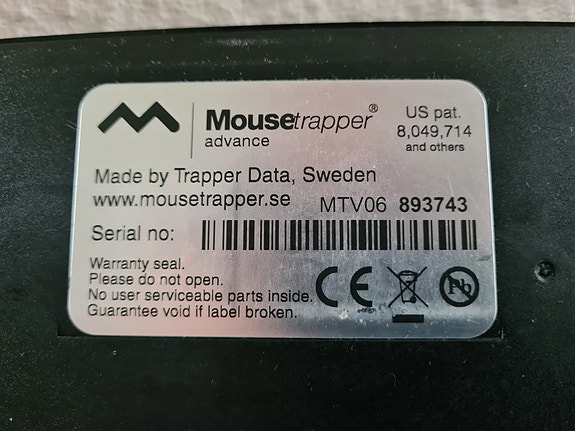 Mousetrapper®
advance
US pat.
8,049,714
and others
Made by Trapper Data, Sweden
www.mousetrapper.se
MTV06 893743
Serial no:
Warranty seal.
Please do not open.
No user serviceable parts inside.
Guarantee void if label broken.
CE
Pb